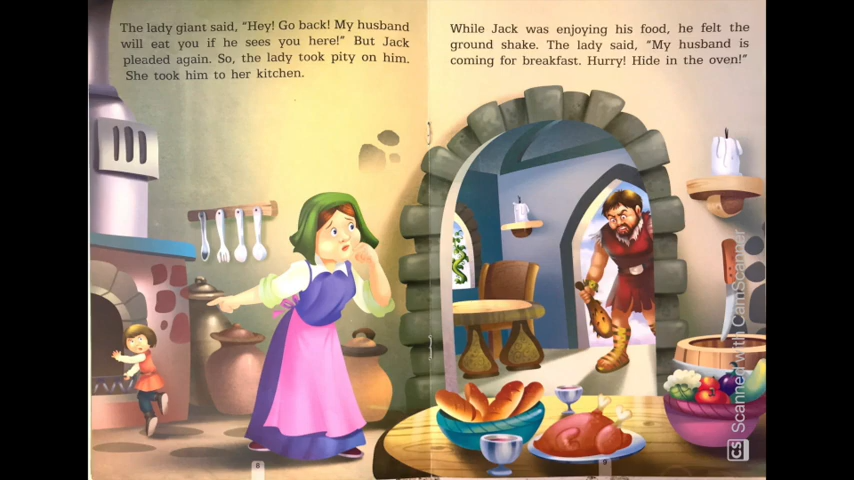 The lady giant said, “Hey! Go back! My husband
will eat you if he sees you here!” But Jack
pleaded again. So, the lady took pity on him.
She took him to her kitchen.
While Jack was enjoying his food, he felt the
ground shake. The lady said, “My husband is
coming for breakfast. Hurry! Hide in the oven!”
8
9
CS Scanned with CamScanner